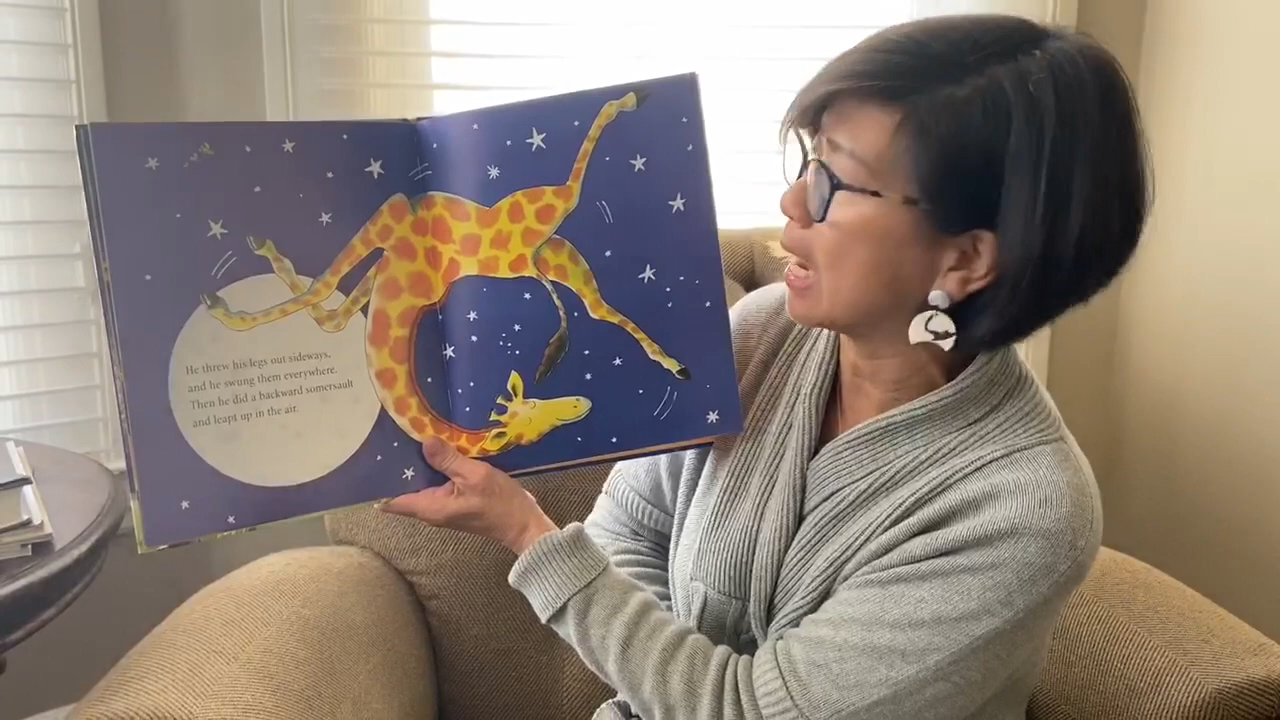 He threw his legs out sideways,
and he swung them everywhere.
Then he did a backward somersault
and leapt up in the air.